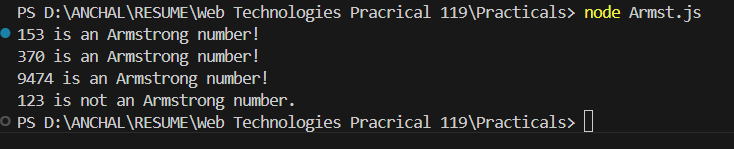 PS D:\ANCHAL\RESUME\Web Technologies Pracrical 119\Practicals> node Armst.js
153 is an Armstrong number!
370 is an Armstrong number!
9474 is an Armstrong number!
123 is not an Armstrong number.
PS D:\ANCHAL\RESUME\Web Technologies Pracrical 119\Practicals>